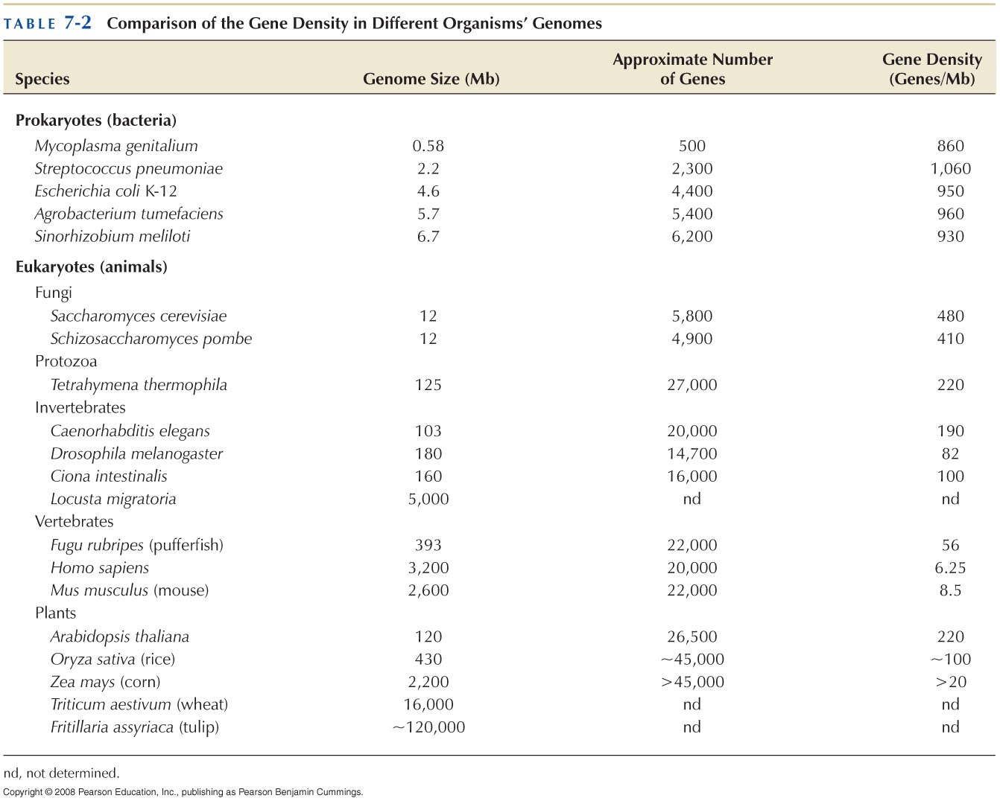 TABLE 7-2 Comparison of the Gene Density in Different Organisms' Genomes
Species Genome Size (Mb) Approximate Number of Genes Gene Density (Genes/Mb)
Prokaryotes (bacteria)
Mycoplasma genitalium 0.58 500 860
Streptococcus pneumoniae 2.2 2,300 1,060
Escherichia coli K-12 4.6 4,400 950
Agrobacterium tumefaciens 5.7 5,400 960
Sinorhizobium meliloti 6.7 6,200 930
Eukaryotes (animals)
Fungi
Saccharomyces cerevisiae 12 5,800 480
Schizosaccharomyces pombe 12 4,900 410
Protozoa
Tetrahymena thermophila 125 27,000 220
Invertebrates
Caenorhabditis elegans 103 20,000 190
Drosophila melanogaster 180 14,700 82
Ciona intestinalis 160 16,000 100
Locusta migratoria 5,000 nd nd
Vertebrates
Fugu rubripes (pufferfish) 393 22,000 56
Homo sapiens 3,200 20,000 6.25
Mus musculus (mouse) 2,600 22,000 8.5
Plants
Arabidopsis thaliana 120 26,500 220
Oryza sativa (rice) 430 ~45,000 ~100
Zea mays (corn) 2,200 >45,000 >20
Triticum aestivum (wheat) 16,000 nd nd
Fritillaria assyriaca (tulip) ~120,000 nd nd
nd, not determined.
Copyright © 2008 Pearson Education, Inc., publishing as Pearson Benjamin Cummings.